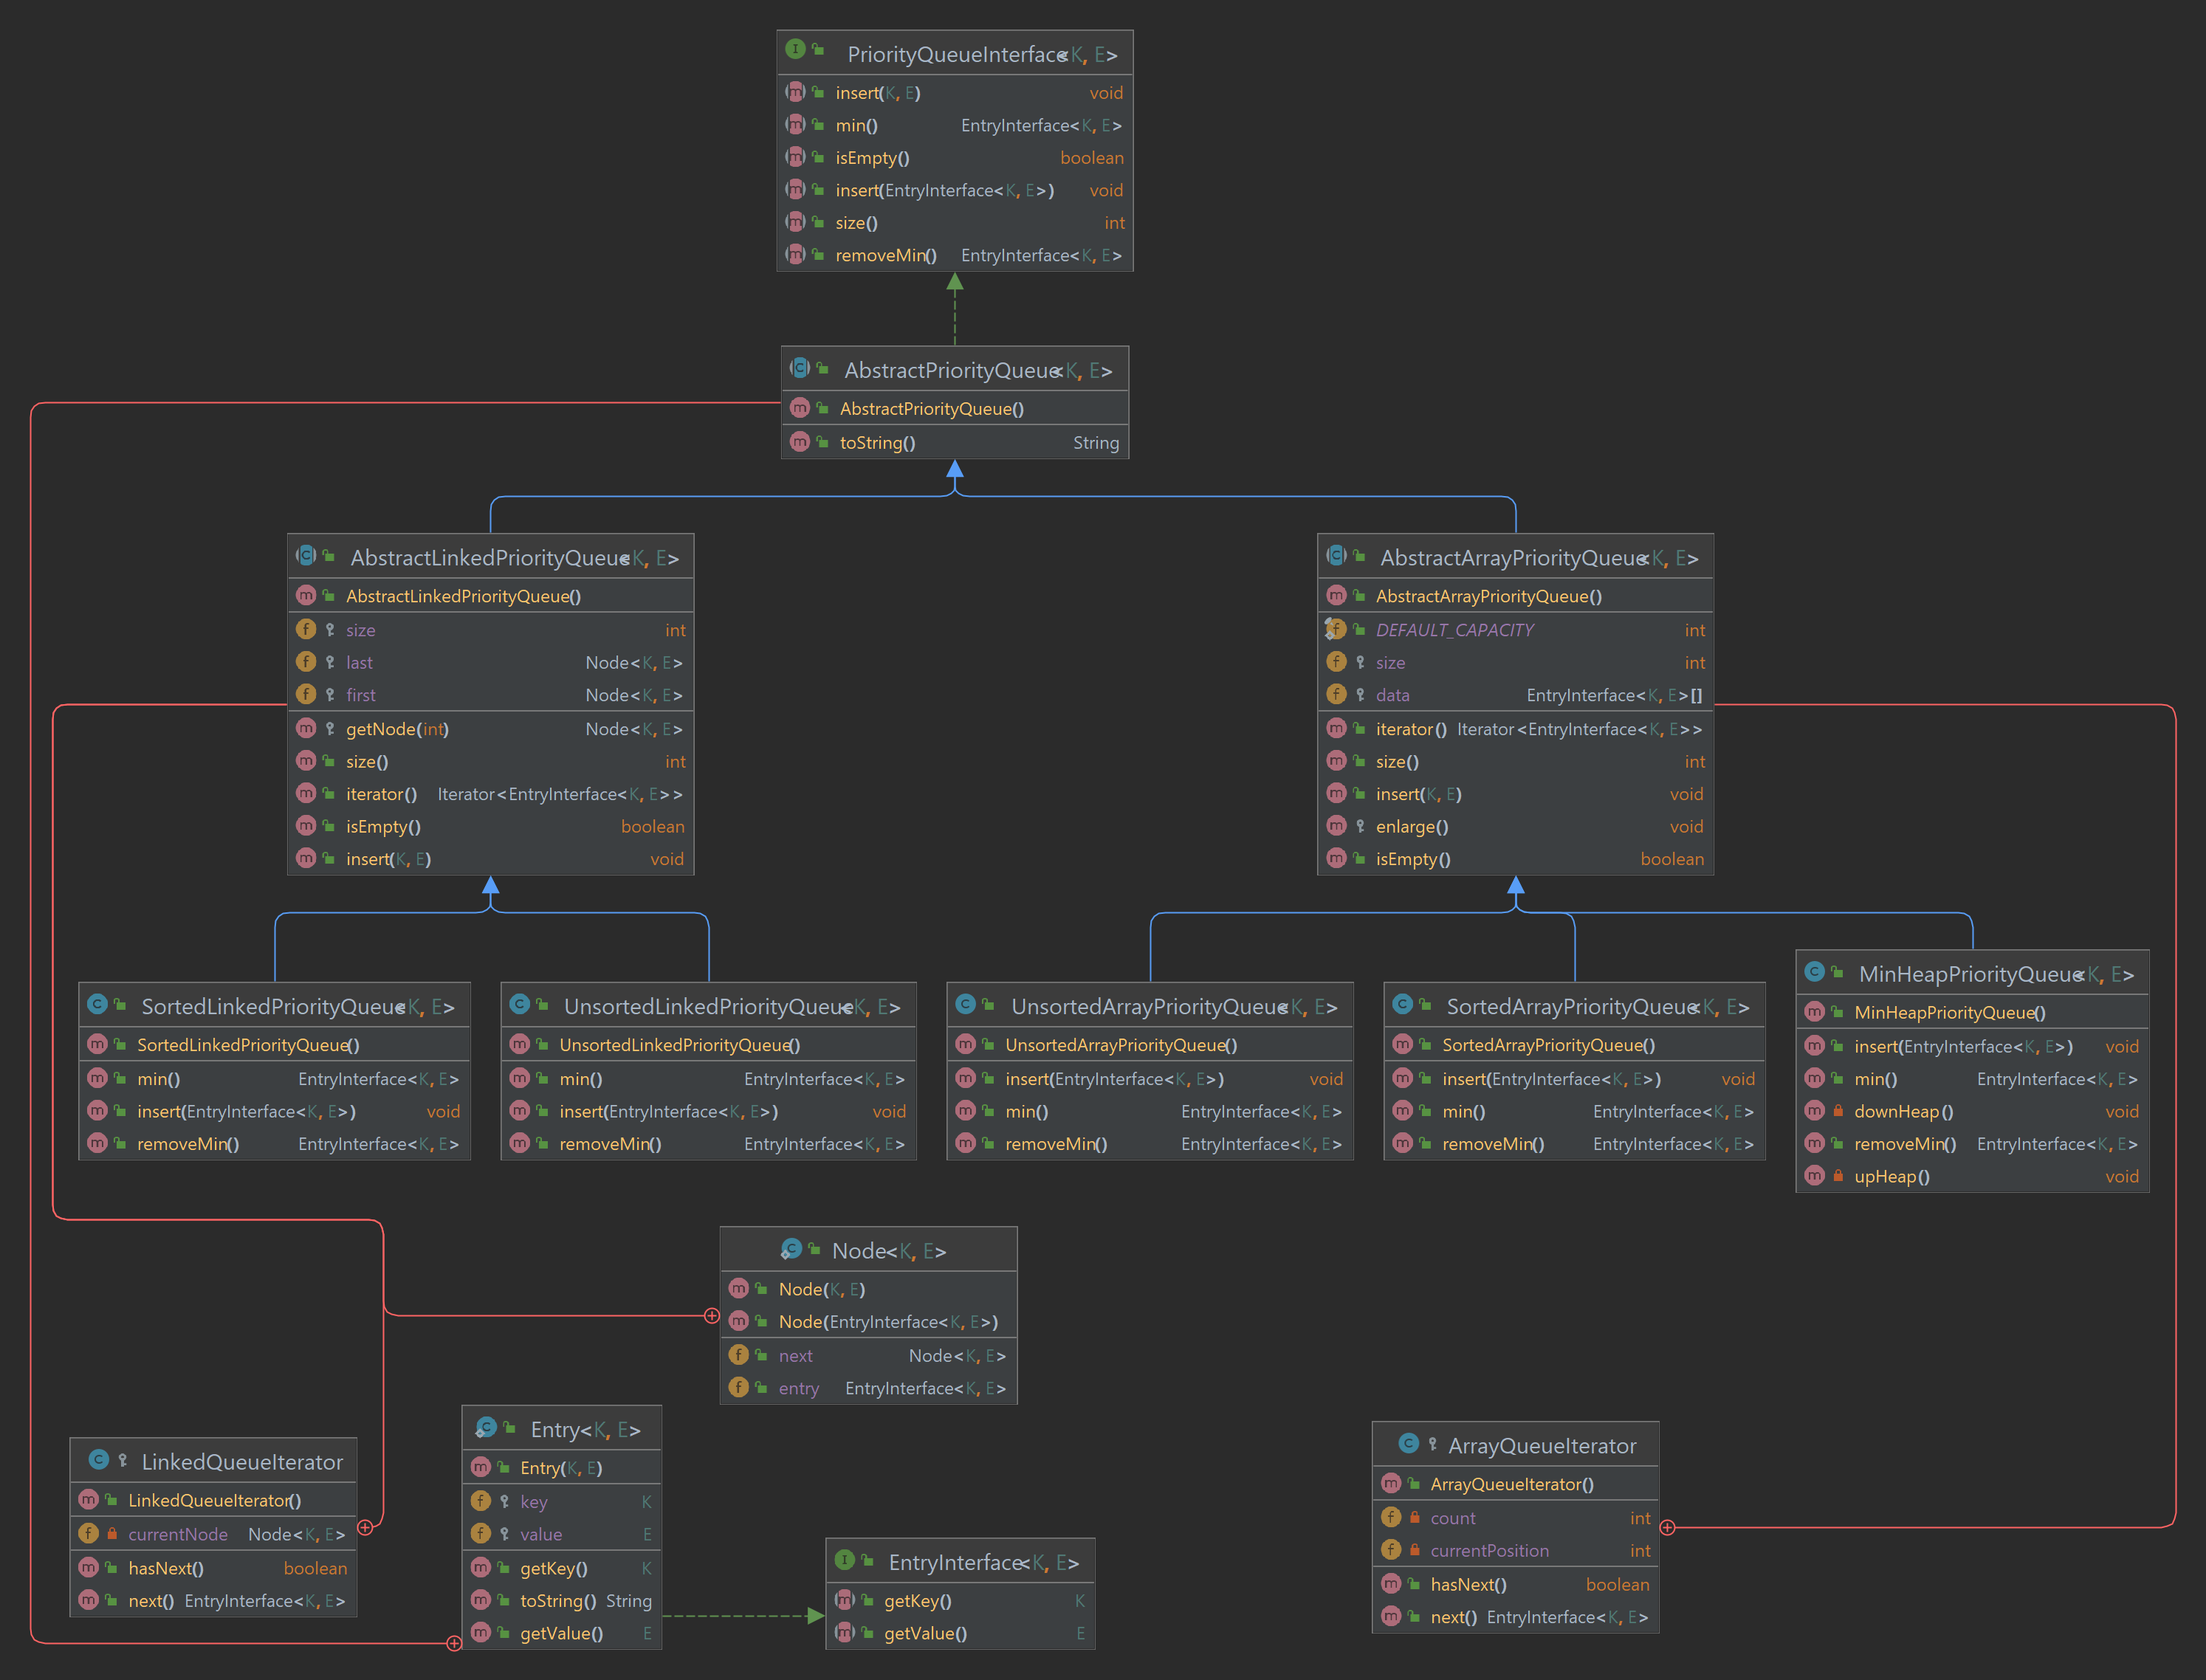 PriorityQueueInterface<K, E>
insert(K, E) void
min() EntryInterface<K, E>
isEmpty() boolean
insert(EntryInterface<K, E>) void
size() int
removeMin() EntryInterface<K, E>
AbstractPriorityQueue<K, E>
AbstractPriorityQueue()
toString() String
AbstractLinkedPriorityQueue<K, E>
AbstractLinkedPriorityQueue()
size int
last Node<K, E>
first Node<K, E>
getNode(int) Node<K, E>
size() int
iterator() Iterator<EntryInterface<K, E>>
isEmpty() boolean
insert(K, E) void
AbstractArrayPriorityQueue<K, E>
AbstractArrayPriorityQueue()
DEFAULT_CAPACITY int
size int
data EntryInterface<K, E>[]
iterator() Iterator<EntryInterface<K, E>>
size() int
insert(K, E) void
enlarge() void
isEmpty() boolean
SortedLinkedPriorityQueue<K, E>
SortedLinkedPriorityQueue()
min() EntryInterface<K, E>
insert(EntryInterface<K, E>) void
removeMin() EntryInterface<K, E>
UnsortedLinkedPriorityQueue<K, E>
UnsortedLinkedPriorityQueue()
min() EntryInterface<K, E>
insert(EntryInterface<K, E>) void
removeMin() EntryInterface<K, E>
UnsortedArrayPriorityQueue<K, E>
UnsortedArrayPriorityQueue()
insert(EntryInterface<K, E>) void
min() EntryInterface<K, E>
removeMin() EntryInterface<K, E>
SortedArrayPriorityQueue<K, E>
SortedArrayPriorityQueue()
insert(EntryInterface<K, E>) void
min() EntryInterface<K, E>
removeMin() EntryInterface<K, E>
MinHeapPriorityQueue<K, E>
MinHeapPriorityQueue()
insert(EntryInterface<K, E>) void
min() EntryInterface<K, E>
downHeap() void
removeMin() EntryInterface<K, E>
upHeap() void
Node<K, E>
Node(K, E)
Node(EntryInterface<K, E>)
next Node<K, E>
entry EntryInterface<K, E>
LinkedQueueIterator
LinkedQueueIterator()
currentNode Node<K, E>
hasNext() boolean
next() EntryInterface<K, E>
Entry<K, E>
Entry(K, E)
key K
value E
getKey() K
toString() String
getValue() E
EntryInterface<K, E>
getKey() K
getValue() E
ArrayQueueIterator
ArrayQueueIterator()
count int
currentPosition int
hasNext() boolean
next() EntryInterface<K, E>